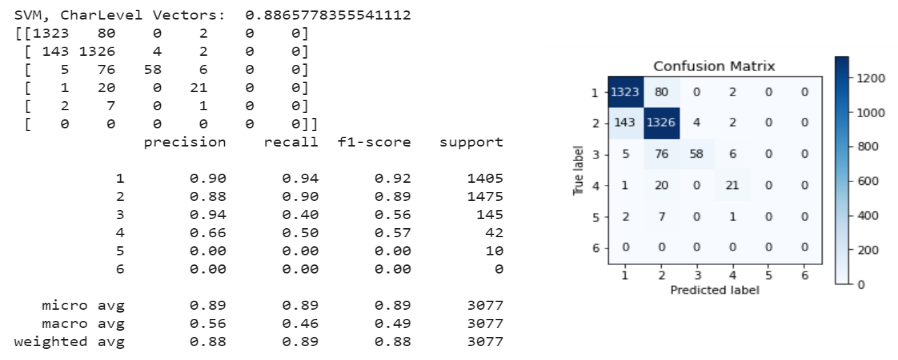 SVM, CharLevel Vectors: 0.8865778355541112
[[1323 80 0 2 0 0]
[ 143 1326 4 2 0 0]
[ 5 76 58 6 0 0]
[ 1 20 0 21 0 0]
[ 2 7 0 1 0 0]
[ 0 0 0 0 0 0]]
precision recall f1-score support
1 0.90 0.94 0.92 1405
2 0.88 0.90 0.89 1475
3 0.94 0.40 0.56 145
4 0.66 0.50 0.57 42
5 0.00 0.00 0.00 10
6 0.00 0.00 0.00 0
micro avg 0.89 0.89 0.89 3077
macro avg 0.56 0.46 0.49 3077
weighted avg 0.88 0.89 0.88 3077
Confusion Matrix
True label
1 1323 80 0 2 0 0
2 143 1326 4 2 0 0
3 5 76 58 6 0 0
4 1 20 0 21 0 0
5 2 7 0 1 0 0
6 0 0 0 0 0 0
1 2 3 4 5 6
Predicted label
1200
1000
800
600
400
200
0